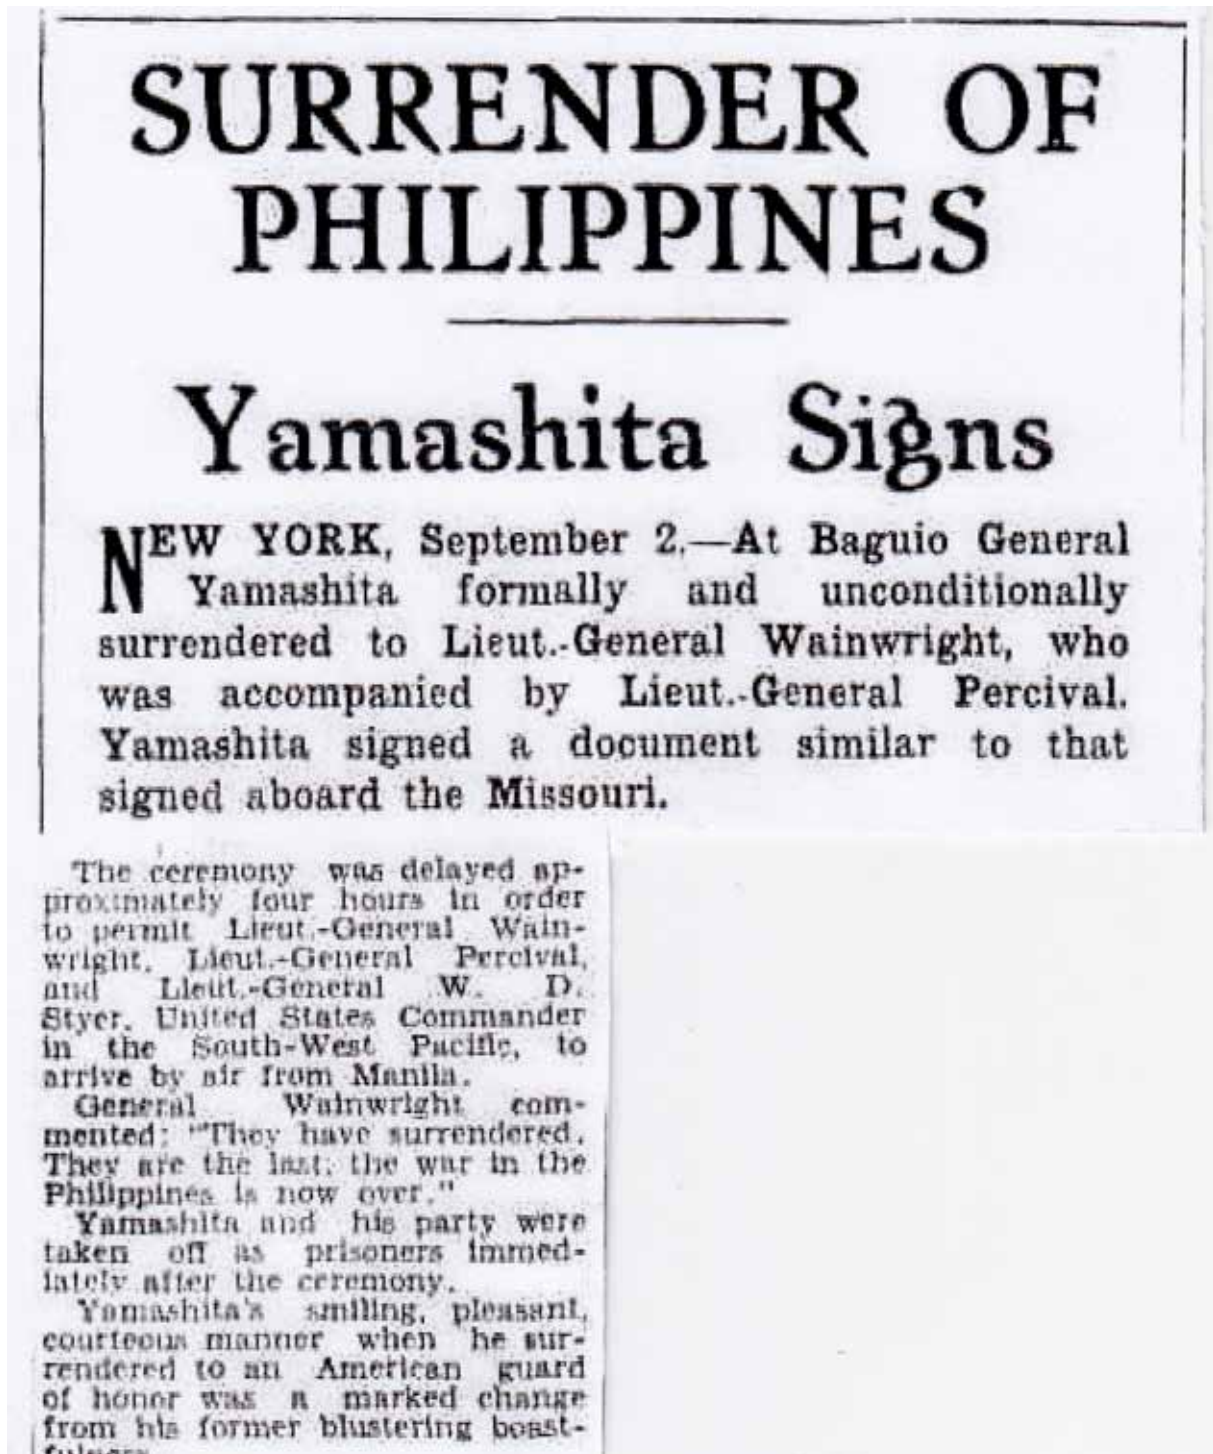 SURRENDER OF
PHILIPPINES
Yamashita Signs
NEW YORK, September 2.—At Baguio General
Yamashita formally and unconditionally
surrendered to Lieut.-General Wainwright, who
was accompanied by Lieut.-General Percival.
Yamashita signed a document similar to that
signed aboard the Missouri.
The ceremony was delayed ap-
proximately four hours in order
to permit Lieut.-General Wain-
wright, Lieut.-General Percival,
and Lieut.-General W. D.
Styer, United States Commander
in the South-West Pacific, to
arrive by air from Manila.
General Wainwright com-
mented: "They have surrendered.
They are the last; the war in the
Philippines is now over."
Yamashita and his party were
taken off as prisoners immed-
iately after the ceremony.
Yamashita's smiling, pleasant,
courteous manner when he sur-
rendered to an American guard
of honor was a marked change
from his former blustering boast-